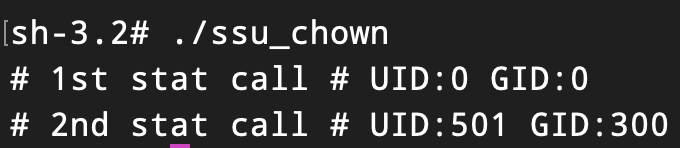 [sh-3.2# ./ssu_chown
# 1st stat call # UID:0 GID:0
# 2nd stat call # UID:501 GID:300